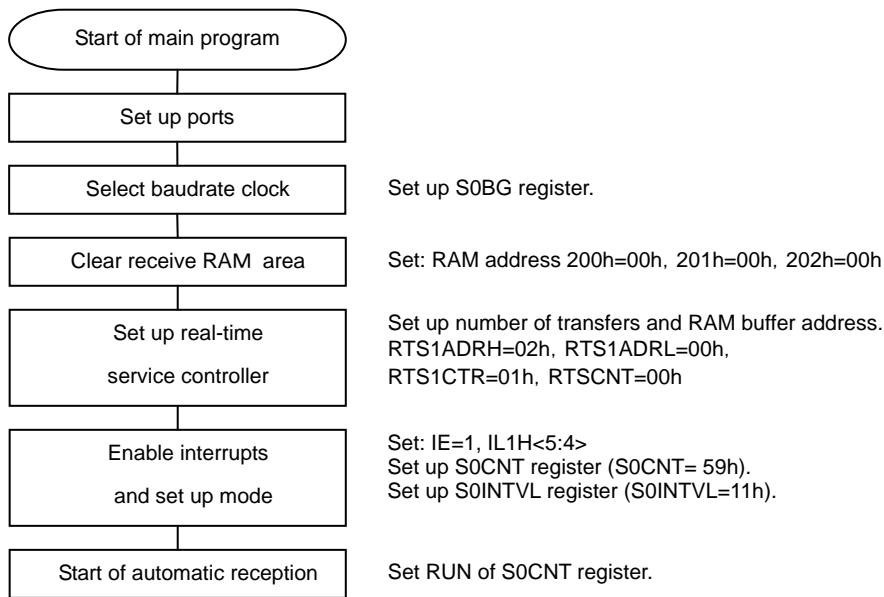 Start of main program
Set up ports
Select baudrate clock
Set up S0BG register.
Clear receive RAM area
Set: RAM address 200h=00h, 201h=00h, 202h=00h
Set up real-time
service controller
Set up number of transfers and RAM buffer address.
RTS1ADRH=02h, RTS1ADRL=00h,
RTS1CTR=01h, RTSCNT=00h
Enable interrupts
and set up mode
Set: IE=1, IL1H<5:4>
Set up S0CNT register (S0CNT= 59h).
Set up S0INTVL register (S0INTVL=11h).
Start of automatic reception
Set RUN of S0CNT register.